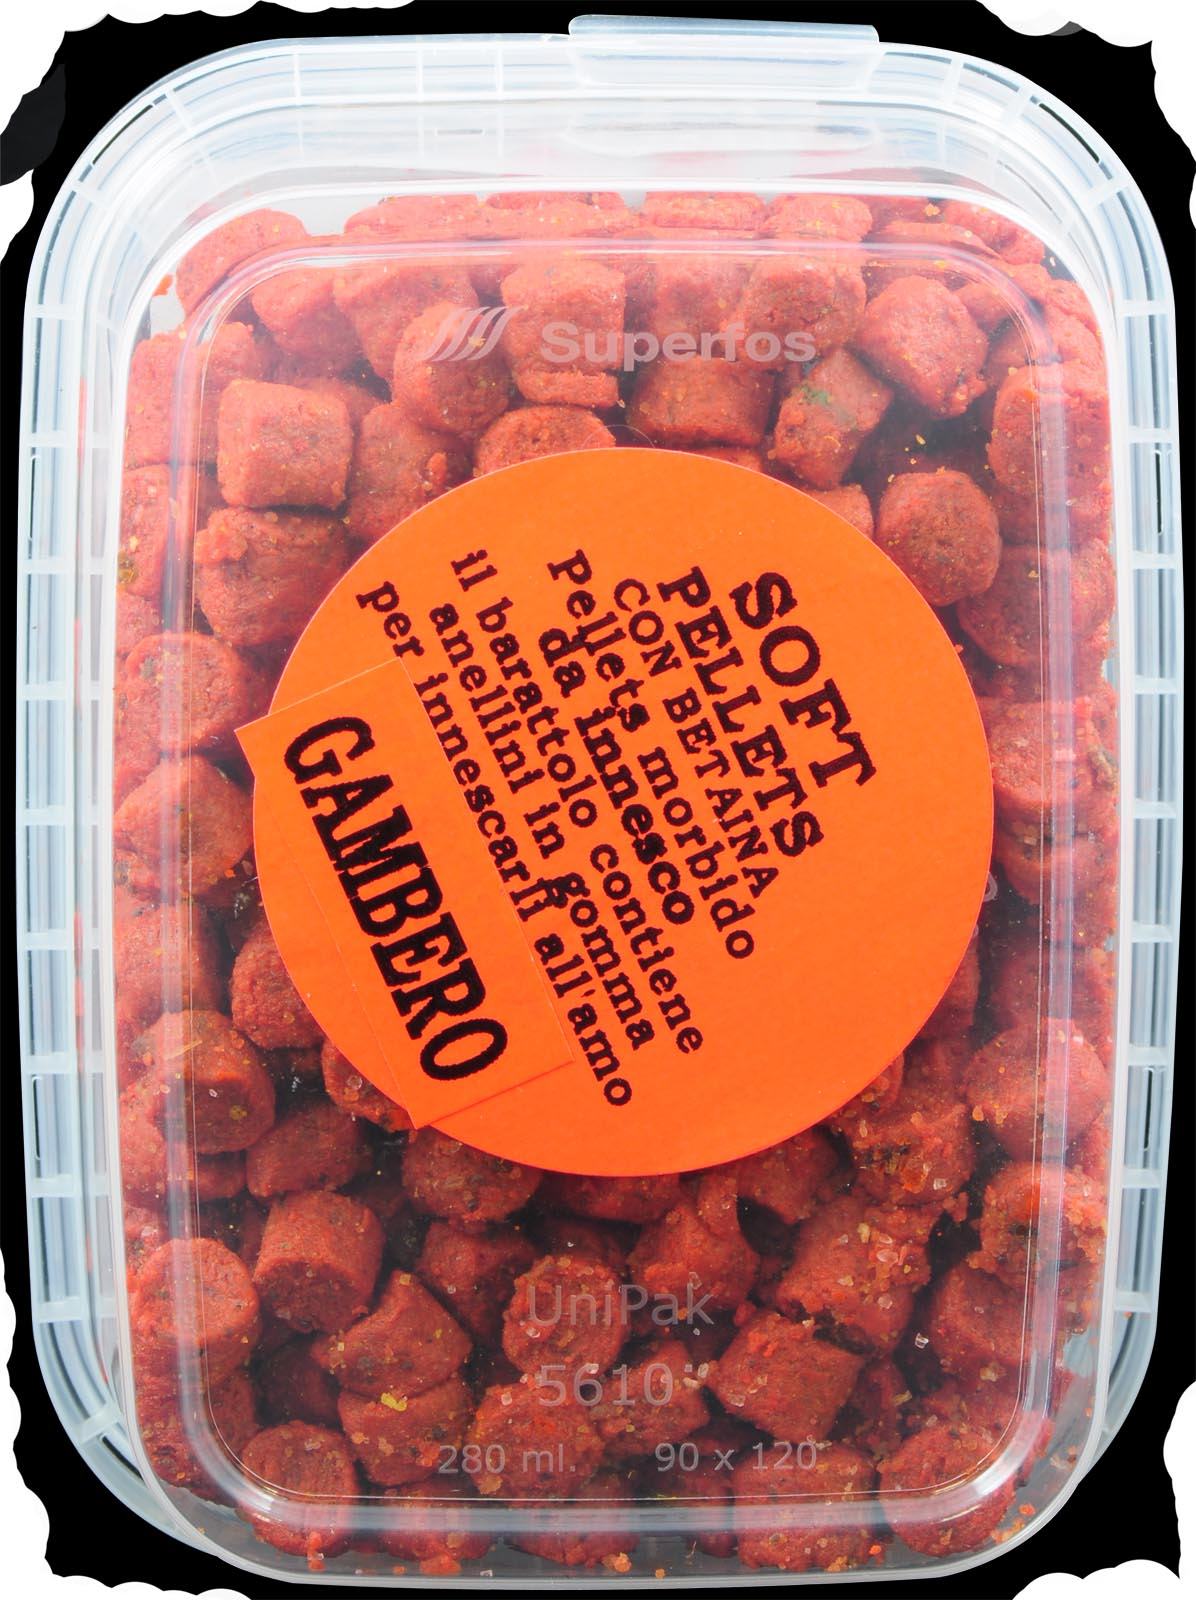 Superfos
SOFT
PELLETS
CON BETAINA
Pellets morbido
da innesco
il barattolo contiene
anellini in gomma
per innescarli all'amo
GAMBERO
UniPak
5610
280 ml. 90 x 120